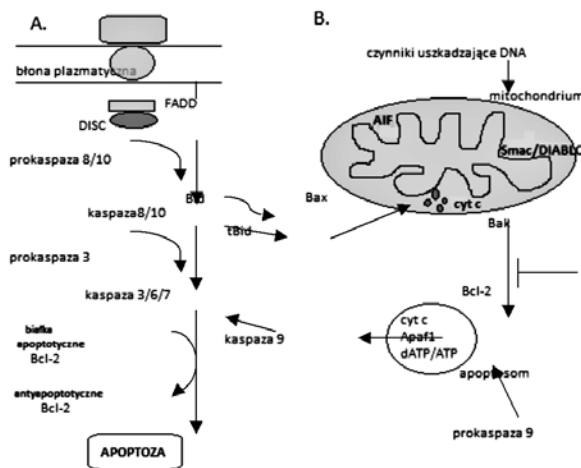 A.
błona plazmatyczna
FADD
DISC
prokaspaza 8/10
Bid
kaspaza8/10
tBid
prokaspaza 3
kaspaza 3/6/7
kaspaza 9
białka
apoptotyczne
Bcl-2
antyapoptotyczne
Bcl-2
APOPTOZA
B.
czynniki uszkadzające DNA
mitochondrium
AIF
Smac/DIABLO
Bax
cyt c
Bak
Bcl-2
cyt c
Apaf1
dATP/ATP
apoptosom
prokaspaza 9